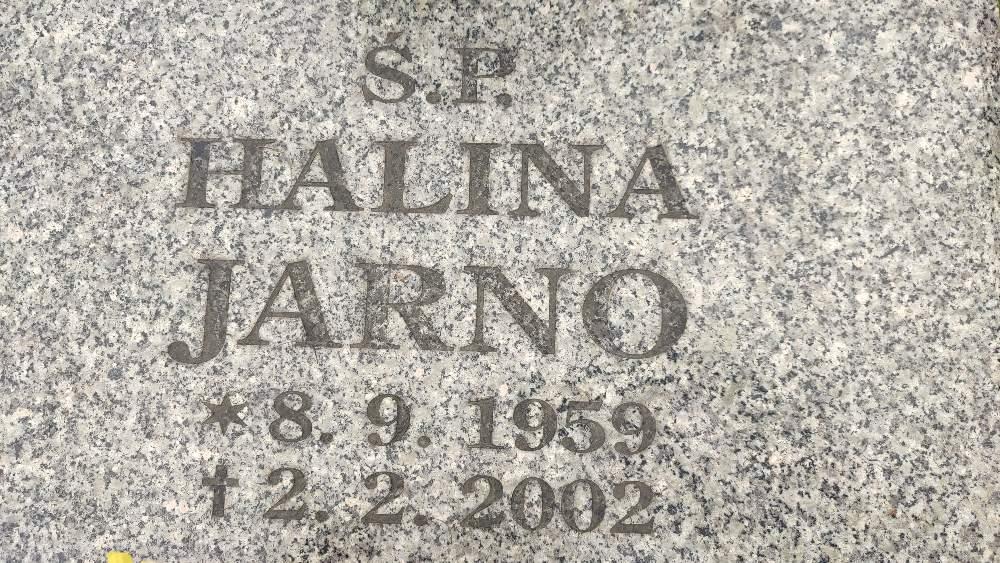 Ś.P.
HALINA
JARNO
* 8. 9. 1959
† 2. 2. 2002